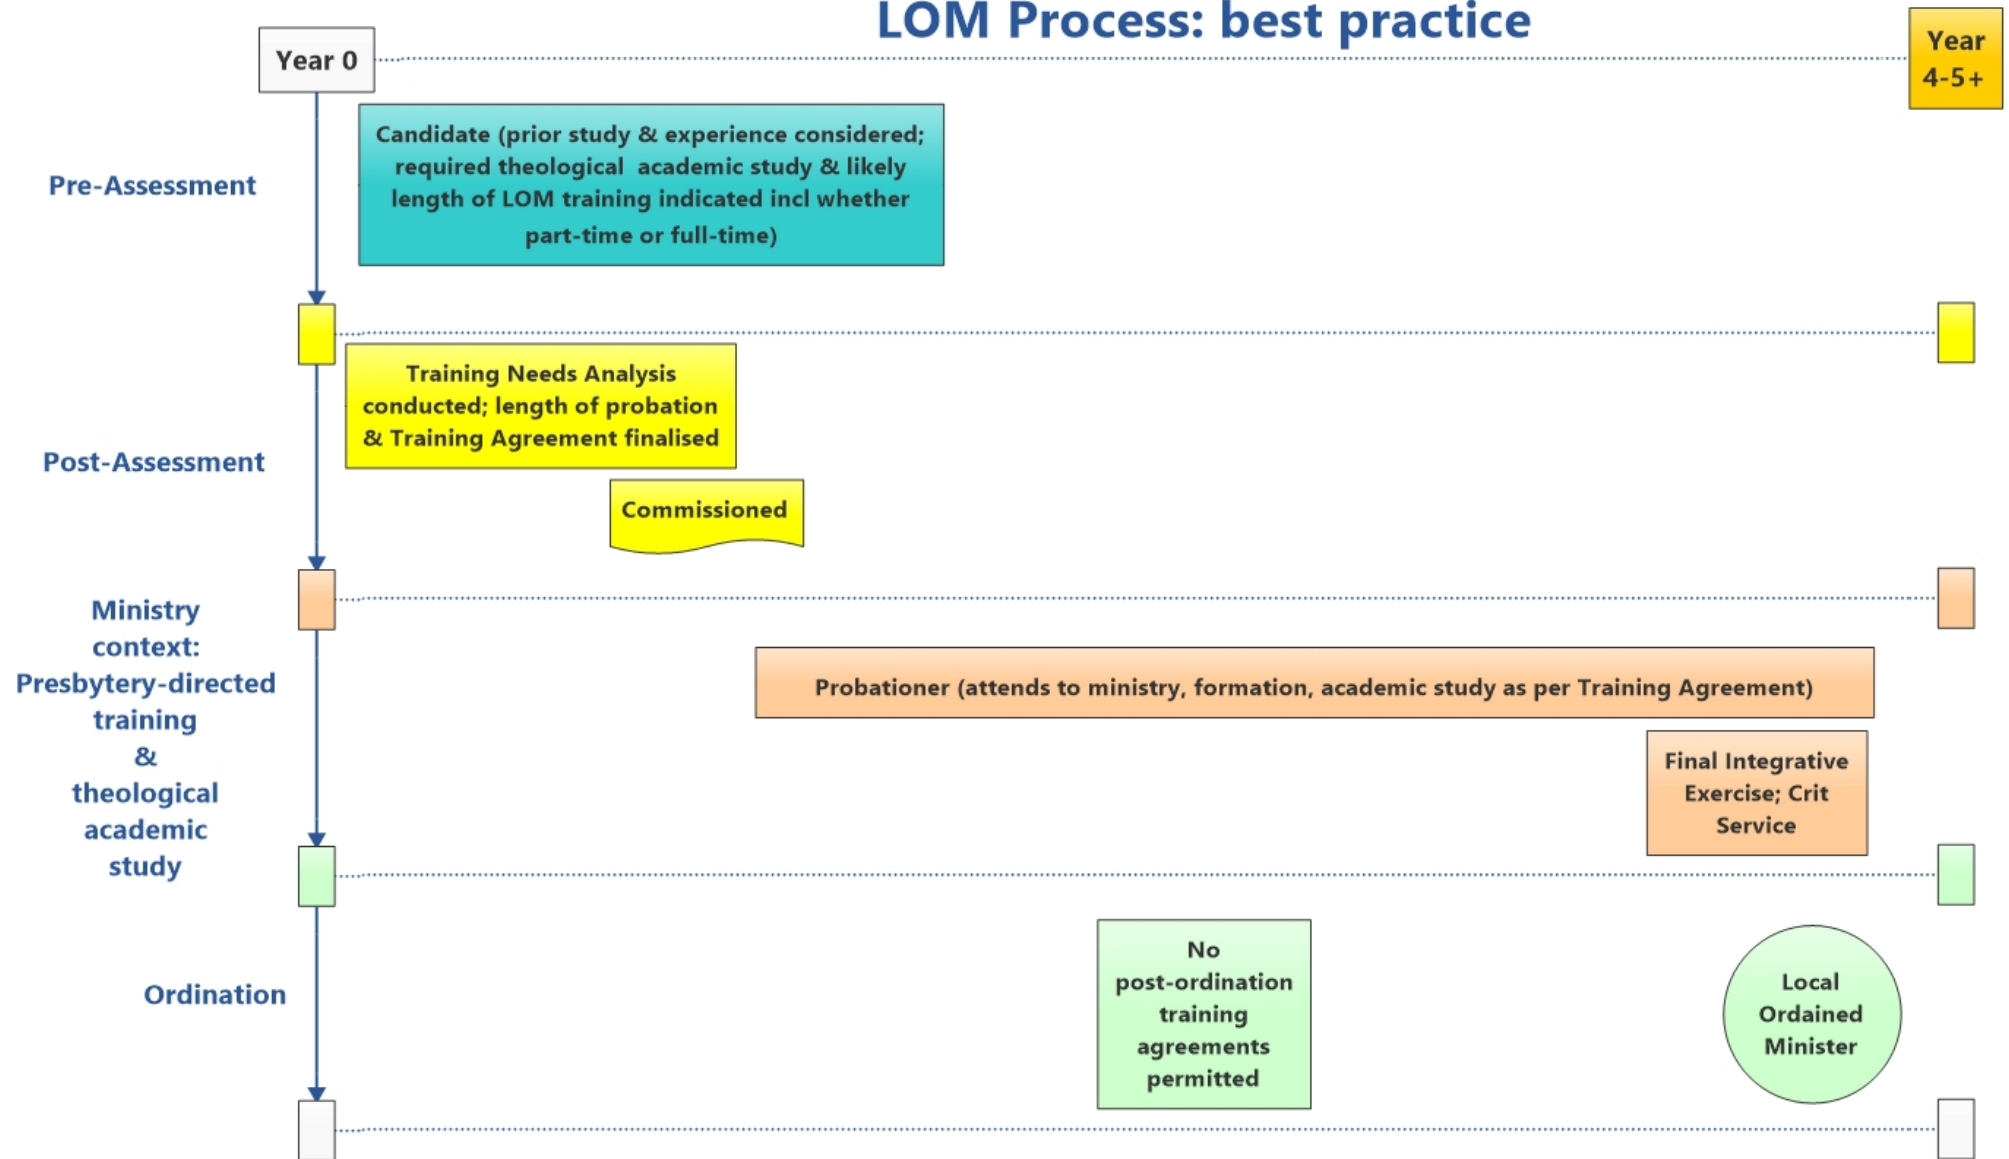 LOM Process: best practice
Year 0
Year
4-5+
Pre-Assessment
Candidate (prior study & experience considered;
required theological academic study & likely
length of LOM training indicated incl whether
part-time or full-time)
Post-Assessment
Training Needs Analysis
conducted; length of probation
& Training Agreement finalised
Commissioned
Ministry
context:
Presbytery-directed
training
&
theological
academic
study
Probationer (attends to ministry, formation, academic study as per Training Agreement)
Final Integrative
Exercise; Crit
Service
Ordination
No
post-ordination
training
agreements
permitted
Local
Ordained
Minister